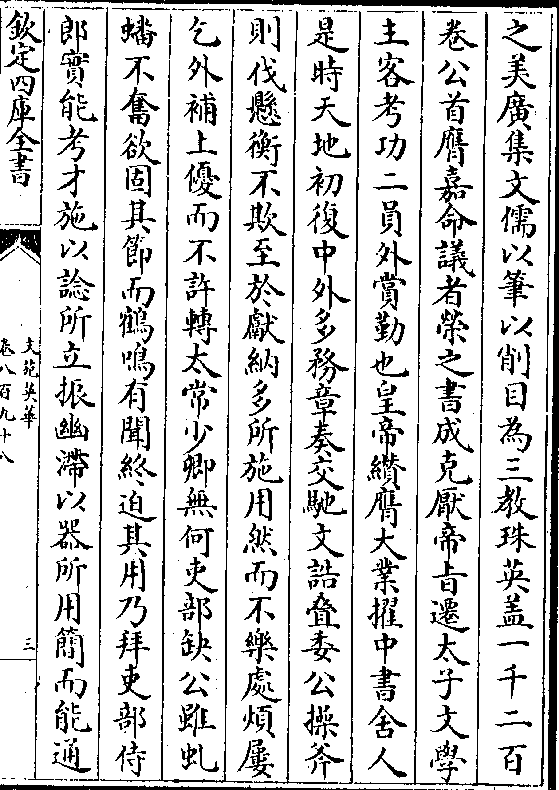 之美廣集文儒以筆以削目為三教珠英盖一千二百
卷公首膺嘉命議者榮之書成克厭帝旨遷太子文學
主客考功二員外賞勤也皇帝纘膺大業擢中書舍人
是時天地初復中外多務章奏交馳文誥疊委公操斧
則伐懸衡不欺至於獻納多所施用然而不樂處煩屢
乞外補上優而不許轉太常少卿無何吏部缺公雖虬
蟠不奮欲固其節而鶴鳴有聞終迫其用乃拜吏部侍
郎實能考才施以諗所立振幽滯以器所用簡而能通
欽定四庫全書
文苑英華
卷八百九十八
三